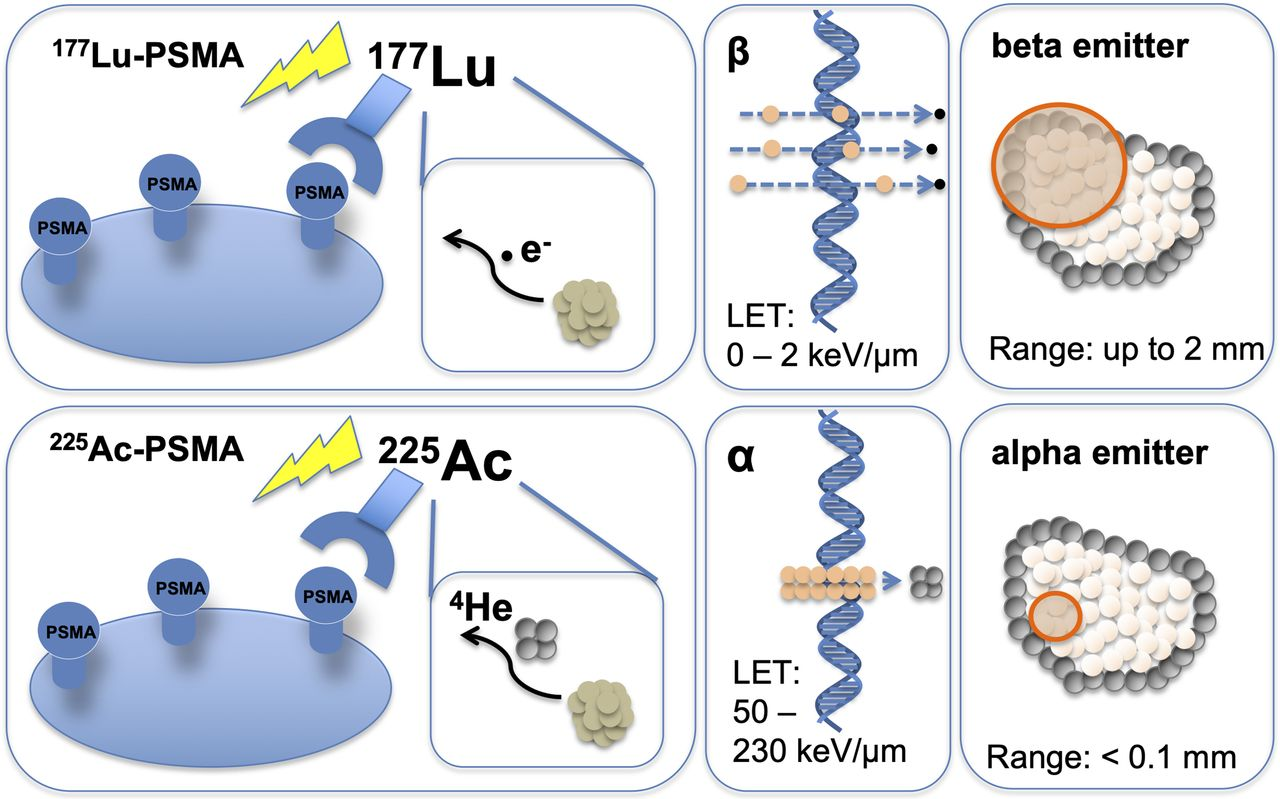 ¹⁷⁷Lu-PSMA
¹⁷⁷Lu
PSMA
PSMA
PSMA
e⁻
β
LET:
0 – 2 keV/μm
beta emitter
Range: up to 2 mm
²²⁵Ac-PSMA
²²⁵Ac
PSMA
PSMA
PSMA
⁴He
α
LET:
50 –
230 keV/μm
alpha emitter
Range: < 0.1 mm